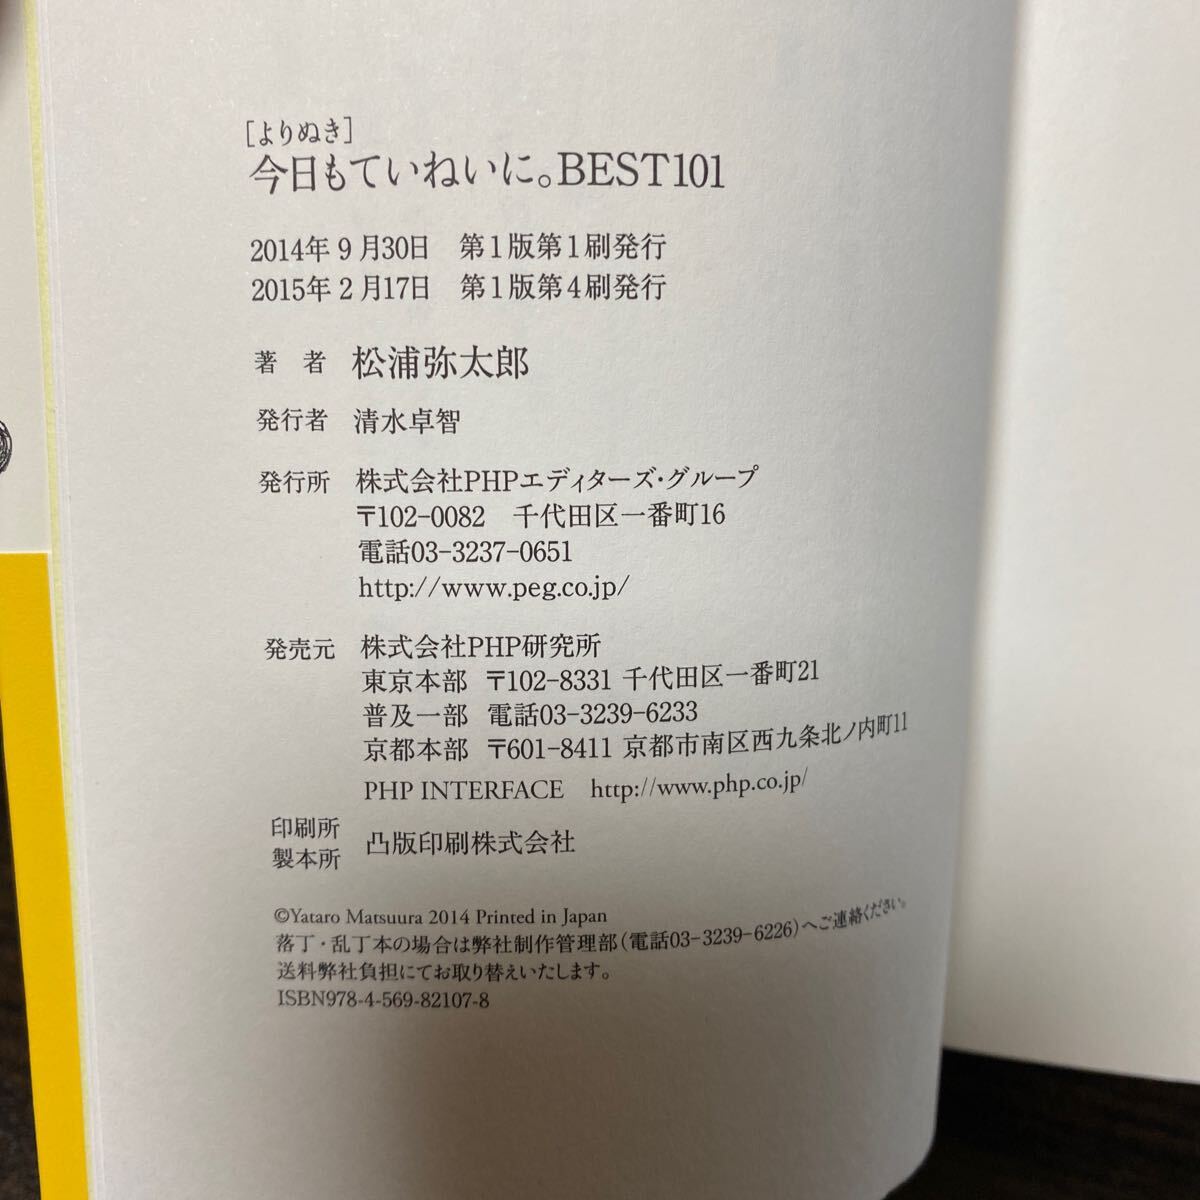 [よりぬき]
今日もていねいに。BEST101
2014年9月30日　第1版第1刷発行
2015年2月17日　第1版第4刷発行
著　者　松浦弥太郎
発行者　清水卓智
発行所　株式会社PHPエディターズ・グループ
〒102-0082　千代田区一番町16
電話03-3237-0651
http://www.peg.co.jp/
発売元　株式会社PHP研究所
東京本部　〒102-8331 千代田区一番町21
普及一部　電話03-3239-6233
京都本部　〒601-8411 京都市南区西九条北ノ内町11
PHP INTERFACE　http://www.php.co.jp/
印刷所
製本所　凸版印刷株式会社
©Yataro Matsuura 2014 Printed in Japan
落丁・乱丁本の場合は弊社制作管理部（電話03-3239-6226）へご連絡ください。
送料弊社負担にてお取り替えいたします。
ISBN978-4-569-82107-8